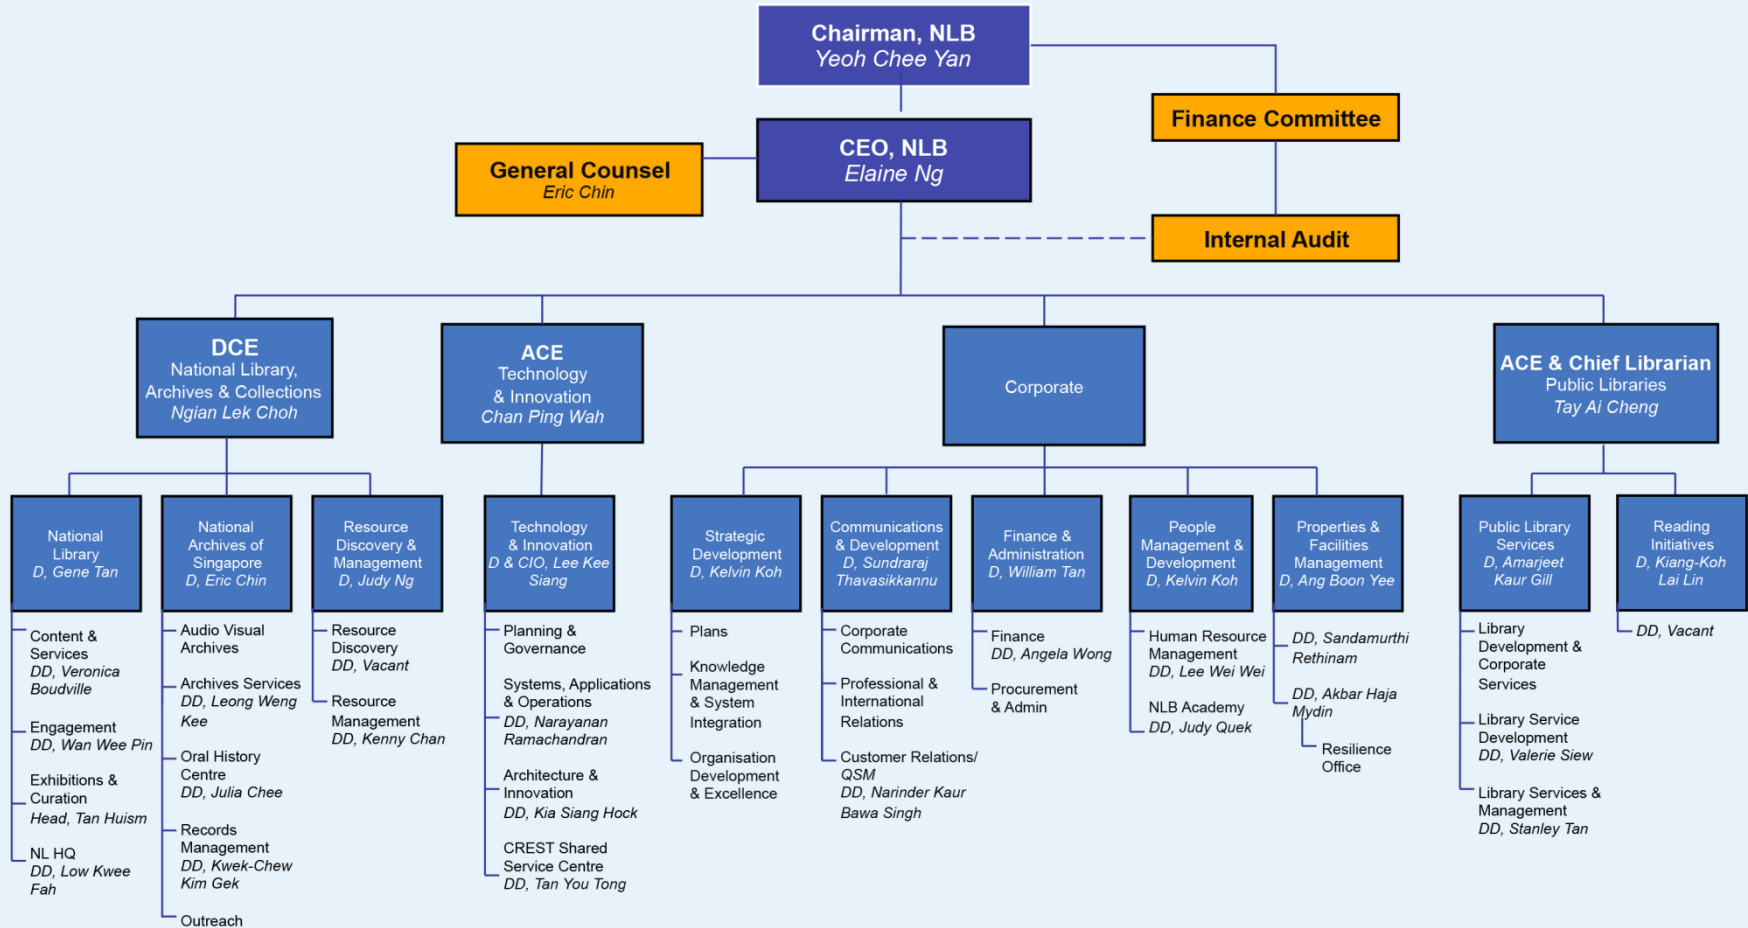 Chairman, NLB
Yeoh Chee Yan
Finance Committee
CEO, NLB
Elaine Ng
General Counsel
Eric Chin
Internal Audit
DCE
National Library,
Archives & Collections
Ngian Lek Choh
ACE
Technology
& Innovation
Chan Ping Wah
Corporate
ACE & Chief Librarian
Public Libraries
Tay Ai Cheng
National
Library
D, Gene Tan
Content &
Services
DD, Veronica
Boudville
Engagement
DD, Wan Wee Pin
Exhibitions &
Curation
Head, Tan Huism
NL HQ
DD, Low Kwee
Fah
National
Archives of
Singapore
D, Eric Chin
Audio Visual
Archives
Archives Services
DD, Leong Weng
Kee
Oral History
Centre
DD, Julia Chee
Records
Management
DD, Kwek-Chew
Kim Gek
Outreach
Resource
Discovery &
Management
D, Judy Ng
Resource
Discovery
DD, Vacant
Resource
Management
DD, Kenny Chan
Technology
& Innovation
D & CIO, Lee Kee
Siang
Planning &
Governance
Systems, Applications
& Operations
DD, Narayanan
Ramachandran
Architecture &
Innovation
DD, Kia Siang Hock
CREST Shared
Service Centre
DD, Tan You Tong
Strategic
Development
D, Kelvin Koh
Plans
Knowledge
Management
& System
Integration
Organisation
Development
& Excellence
Communications
& Development
D, Sundraraj
Thavasikkannu
Corporate
Communications
Professional &
International
Relations
Customer Relations/
QSM
DD, Narinder Kaur
Bawa Singh
Finance &
Administration
D, William Tan
Finance
DD, Angela Wong
Procurement
& Admin
People
Management &
Development
D, Kelvin Koh
Human Resource
Management
DD, Lee Wei Wei
NLB Academy
DD, Judy Quek
Properties &
Facilities
Management
D, Ang Boon Yee
DD, Sandamurthi
Rethinam
DD, Akbar Haja
Mydin
Resilience
Office
Public Library
Services
D, Amarjeet
Kaur Gill
Library
Development &
Corporate
Services
Library Service
Development
DD, Valerie Siew
Library Services &
Management
DD, Stanley Tan
Reading
Initiatives
D, Kiang-Koh
Lai Lin
DD, Vacant